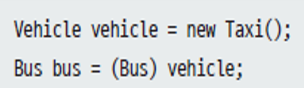 Vehicle vehicle = new Taxi();
Bus bus = (Bus) vehicle;